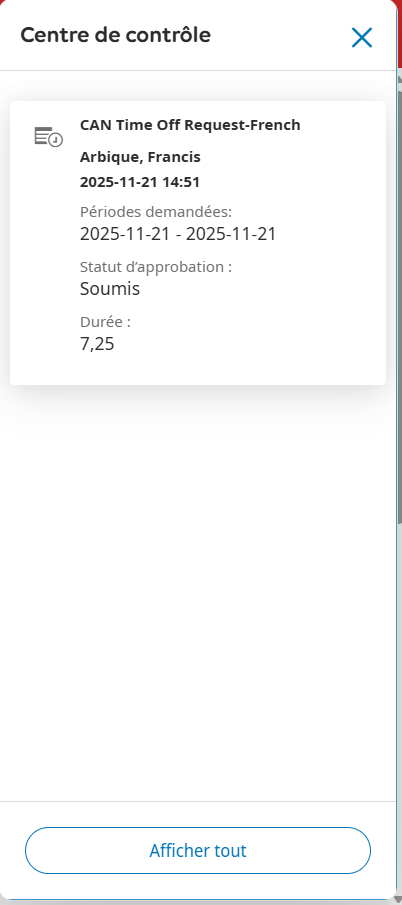 Centre de contrôle
CAN Time Off Request-French
Arbique, Francis
2025-11-21 14:51
Périodes demandées:
2025-11-21 - 2025-11-21
Statut d’approbation :
Soumis
Durée :
7,25
Afficher tout